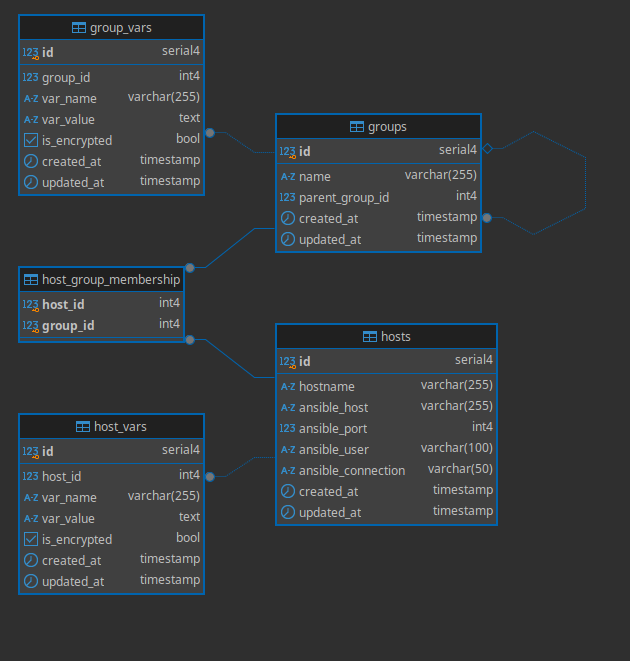 group_vars
123 id serial4
123 group_id int4
A-Z var_name varchar(255)
A-Z var_value text
is_encrypted bool
created_at timestamp
updated_at timestamp
groups
123 id serial4
A-Z name varchar(255)
123 parent_group_id int4
created_at timestamp
updated_at timestamp
host_group_membership
123 host_id int4
123 group_id int4
hosts
123 id serial4
A-Z hostname varchar(255)
A-Z ansible_host varchar(255)
123 ansible_port int4
A-Z ansible_user varchar(100)
A-Z ansible_connection varchar(50)
created_at timestamp
updated_at timestamp
host_vars
123 id serial4
123 host_id int4
A-Z var_name varchar(255)
A-Z var_value text
is_encrypted bool
created_at timestamp
updated_at timestamp